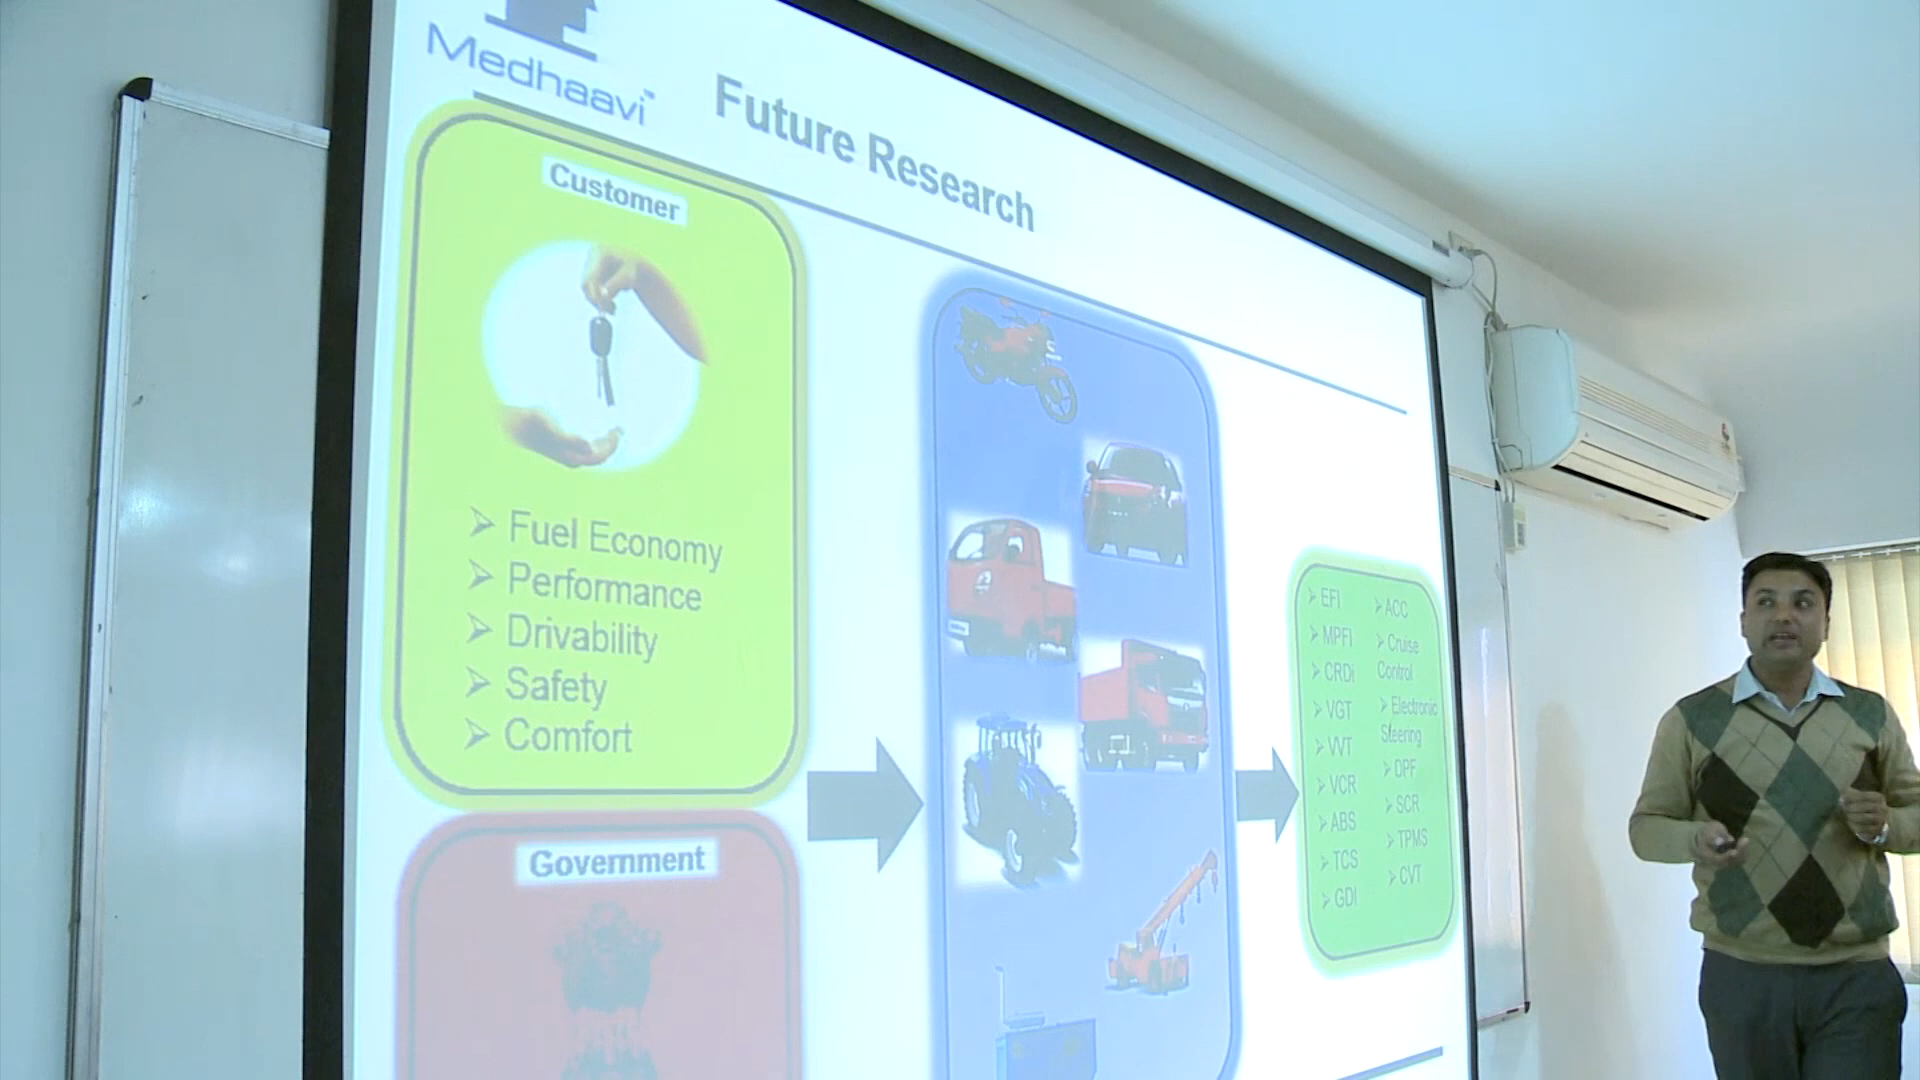 Medhaavi™
Future Research
Customer
➢ Fuel Economy
➢ Performance
➢ Drivability
➢ Safety
➢ Comfort
Government
➢ EFI
➢ MPFI
➢ CRDi
➢ VGT
➢ VVT
➢ VCR
➢ ABS
➢ TCS
➢ GDI
➢ ACC
➢ Cruise
Control
➢ Electronic
Steering
➢ DPF
➢ SCR
➢ TPMS
➢ CVT